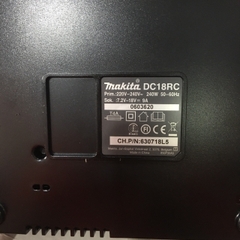 makita DC18RC
Prim.:220V~240V~ 240W 50-60Hz
Sek. :7.2V-18V⎓ 9A
0603620
CH.P/N:630718L5